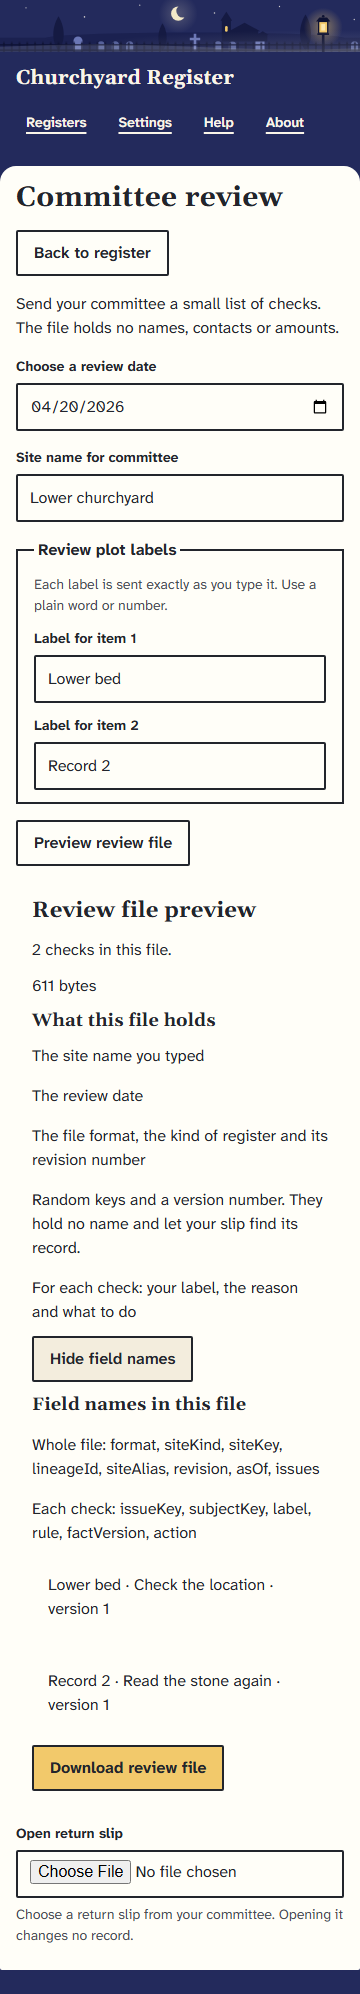 Churchyard Register
Registers Settings Help About
Committee review
Back to register
Send your committee a small list of checks.
The file holds no names, contacts or amounts.
Choose a review date
04/20/2026
Site name for committee
Lower churchyard
Review plot labels
Each label is sent exactly as you type it. Use a
plain word or number.
Label for item 1
Lower bed
Label for item 2
Record 2
Preview review file
Review file preview
2 checks in this file.
611 bytes
What this file holds
The site name you typed
The review date
The file format, the kind of register and its
revision number
Random keys and a version number. They
hold no name and let your slip find its
record.
For each check: your label, the reason
and what to do
Hide field names
Field names in this file
Whole file: format, siteKind, siteKey,
lineageId, siteAlias, revision, asOf, issues
Each check: issueKey, subjectKey, label,
rule, factVersion, action
Lower bed · Check the location ·
version 1
Record 2 · Read the stone again ·
version 1
Download review file
Open return slip
Choose File No file chosen
Choose a return slip from your committee. Opening it
changes no record.